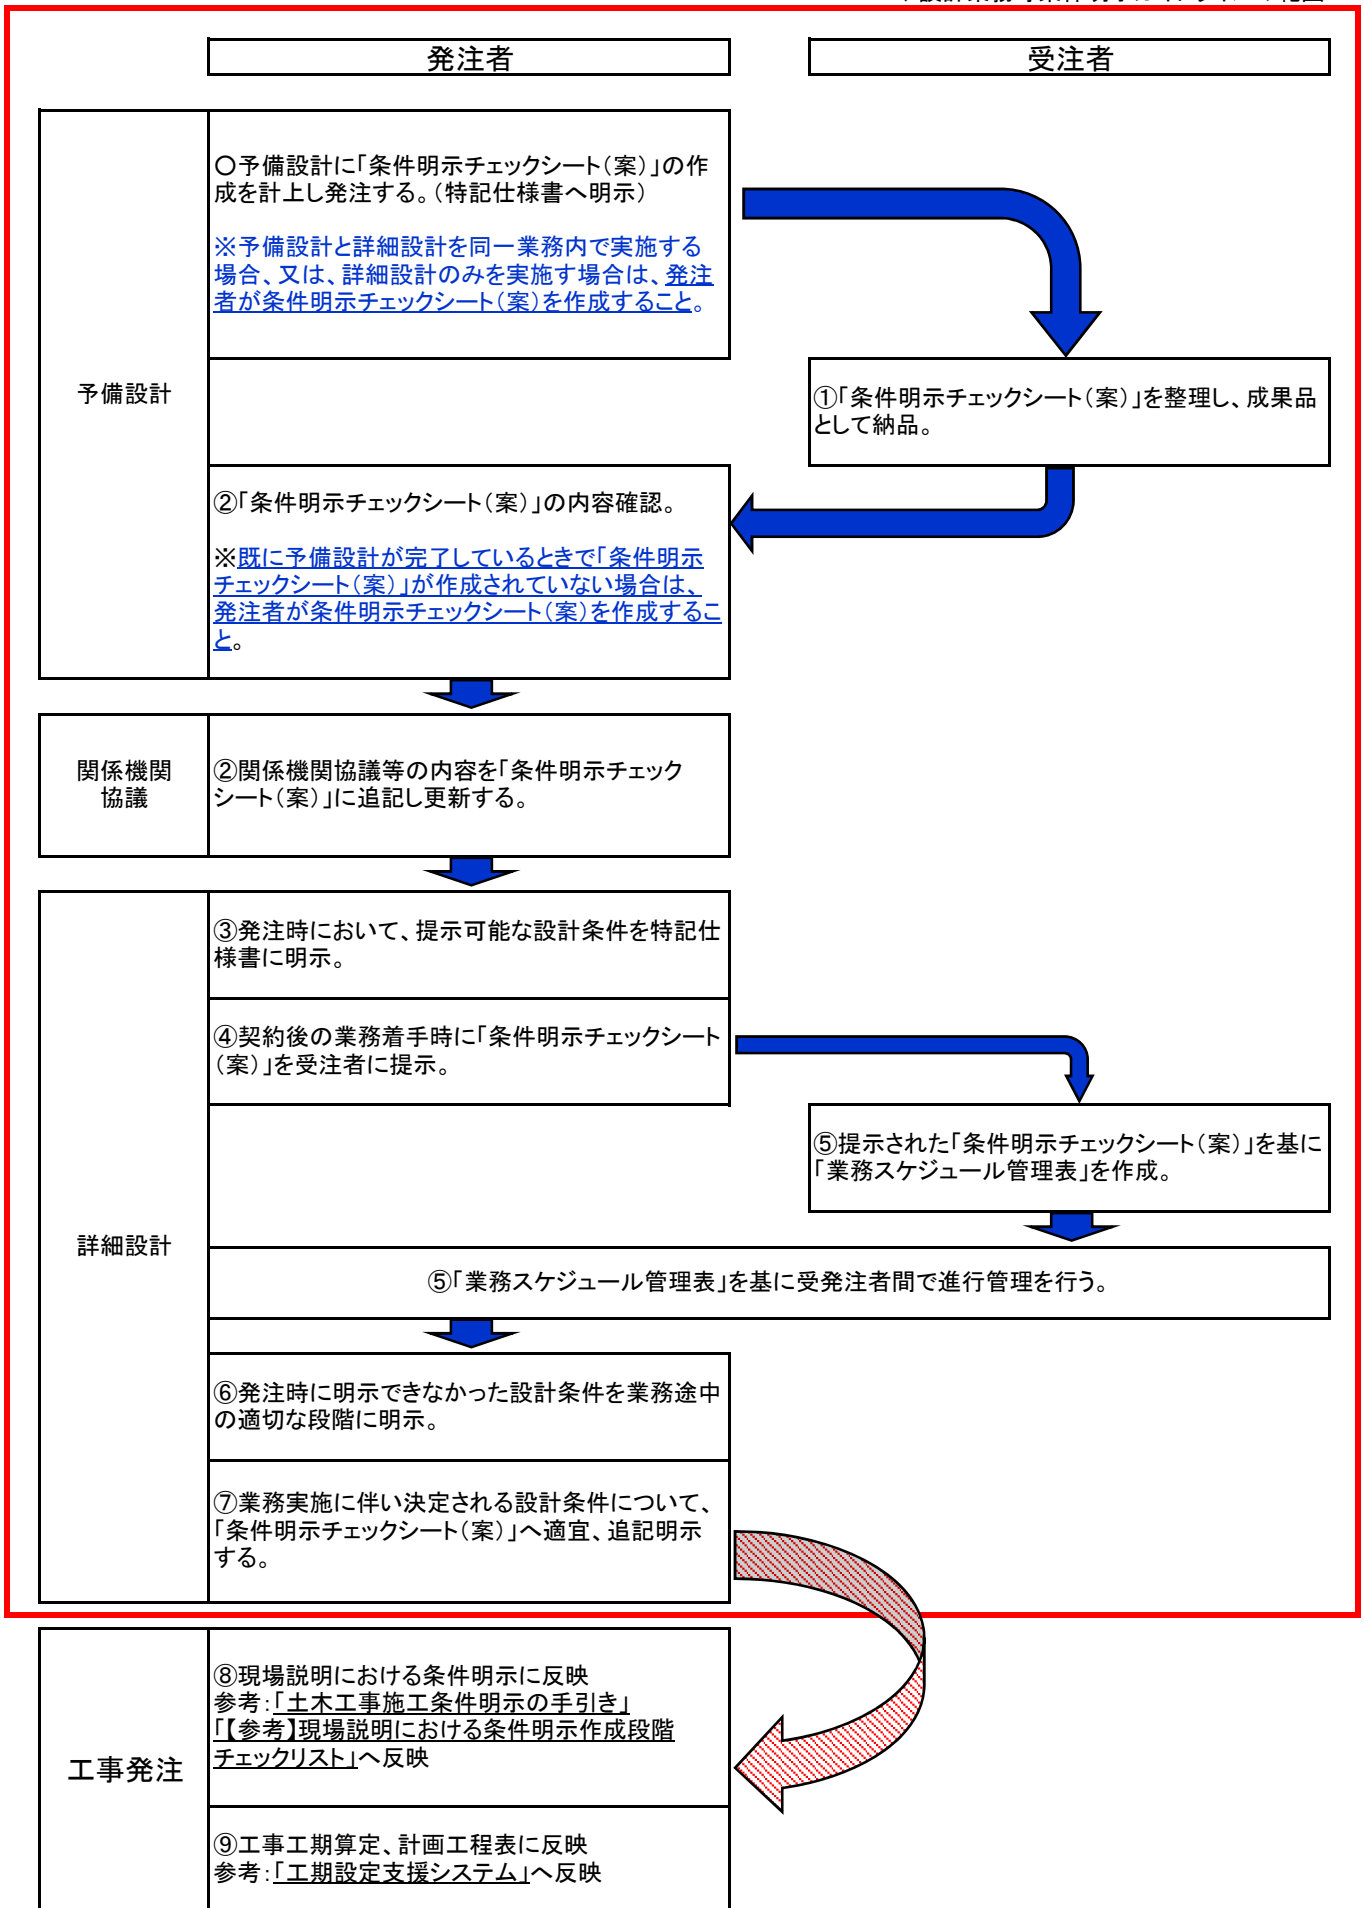 発注者
受注者
予備設計
〇予備設計に「条件明示チェックシート(案)」の作
成を計上し発注する。(特記仕様書へ明示)
※予備設計と詳細設計を同一業務内で実施する
場合、又は、詳細設計のみを実施す場合は、発注
者が条件明示チェックシート(案)を作成すること。
①「条件明示チェックシート(案)」を整理し、成果品
として納品。
②「条件明示チェックシート(案)」の内容確認。
※既に予備設計が完了しているときで「条件明示
チェックシート(案)」が作成されていない場合は、
発注者が条件明示チェックシート(案)を作成するこ
と。
関係機関
協議
②関係機関協議等の内容を「条件明示チェック
シート(案)」に追記し更新する。
詳細設計
③発注時において、提示可能な設計条件を特記仕
様書に明示。
④契約後の業務着手時に「条件明示チェックシート
(案)」を受注者に提示。
⑤提示された「条件明示チェックシート(案)」を基に
「業務スケジュール管理表」を作成。
⑤「業務スケジュール管理表」を基に受発注者間で進行管理を行う。
⑥発注時に明示できなかった設計条件を業務途中
の適切な段階に明示。
⑦業務実施に伴い決定される設計条件について、
「条件明示チェックシート(案)」へ適宜、追記明示
する。
工事発注
⑧現場説明における条件明示に反映
参考:「土木工事施工条件明示の手引き」
「【参考】現場説明における条件明示作成段階
チェックリスト」へ反映
⑨工事工期算定、計画工程表に反映
参考:「工期設定支援システム」へ反映